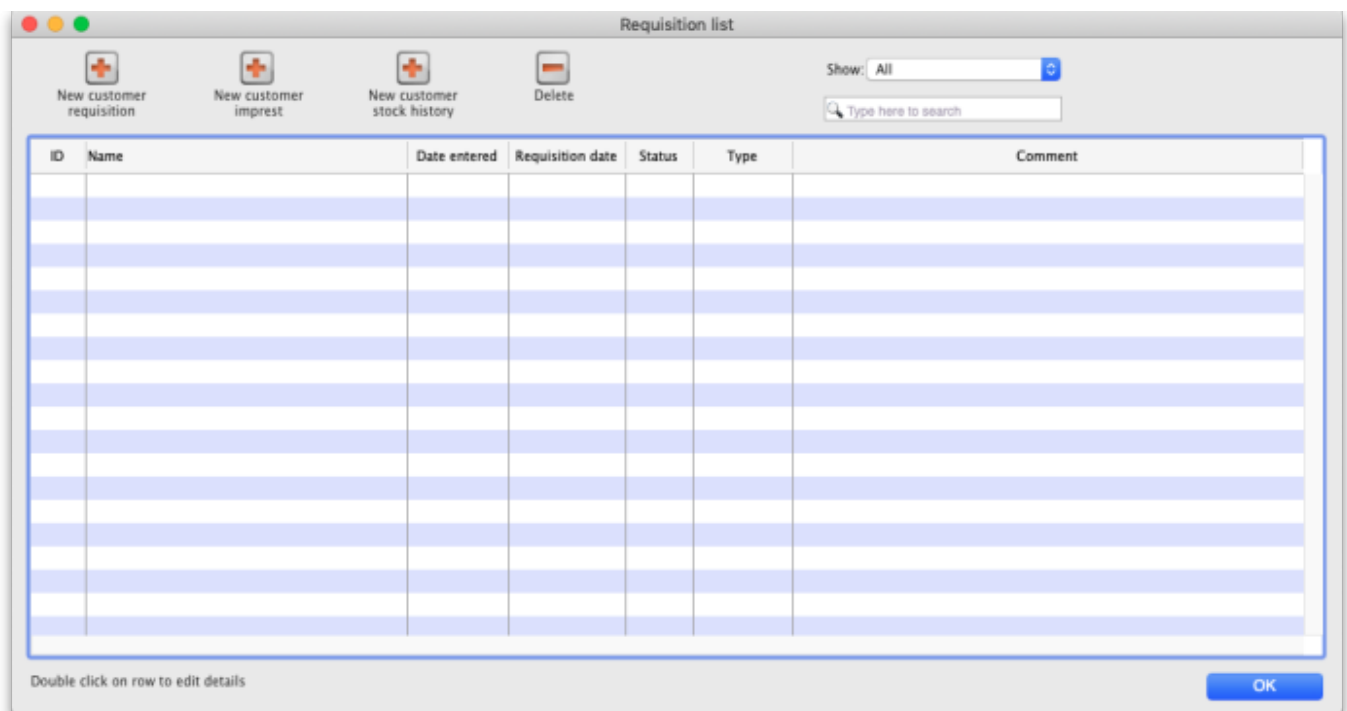 Requisition list
New customer
requisition
New customer
imprest
New customer
stock history
Delete
Show: All
Type here to search
ID Name Date entered Requisition date Status Type Comment
Double click on row to edit details
OK